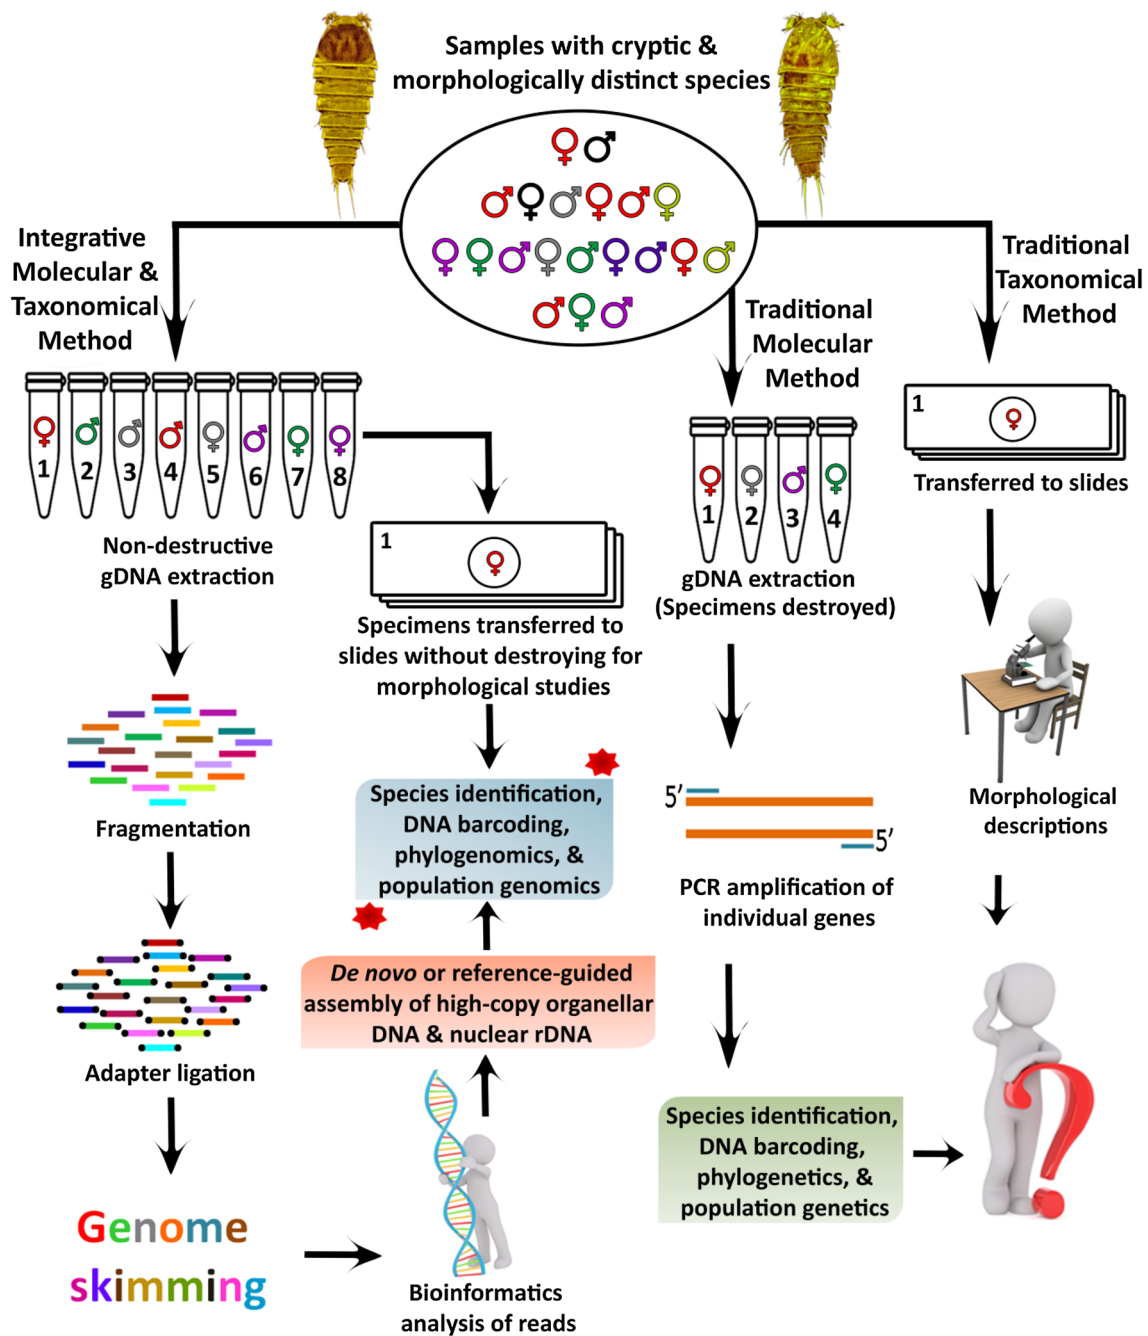 Samples with cryptic &
morphologically distinct species
Integrative
Molecular &
Taxonomical
Method
1 2 3 4 5 6 7 8
Non-destructive
gDNA extraction
Fragmentation
Adapter ligation
Genome
skimming
Bioinformatics
analysis of reads
De novo or reference-guided
assembly of high-copy organellar
DNA & nuclear rDNA
1
Specimens transferred to
slides without destroying for
morphological studies
Species identification,
DNA barcoding,
phylogenomics, &
population genomics
Traditional
Molecular
Method
1 2 3 4
gDNA extraction
(Specimens destroyed)
5′
5′
PCR amplification of
individual genes
Species identification,
DNA barcoding,
phylogenetics, &
population genetics
Traditional
Taxonomical
Method
1
Transferred to slides
Morphological
descriptions
?